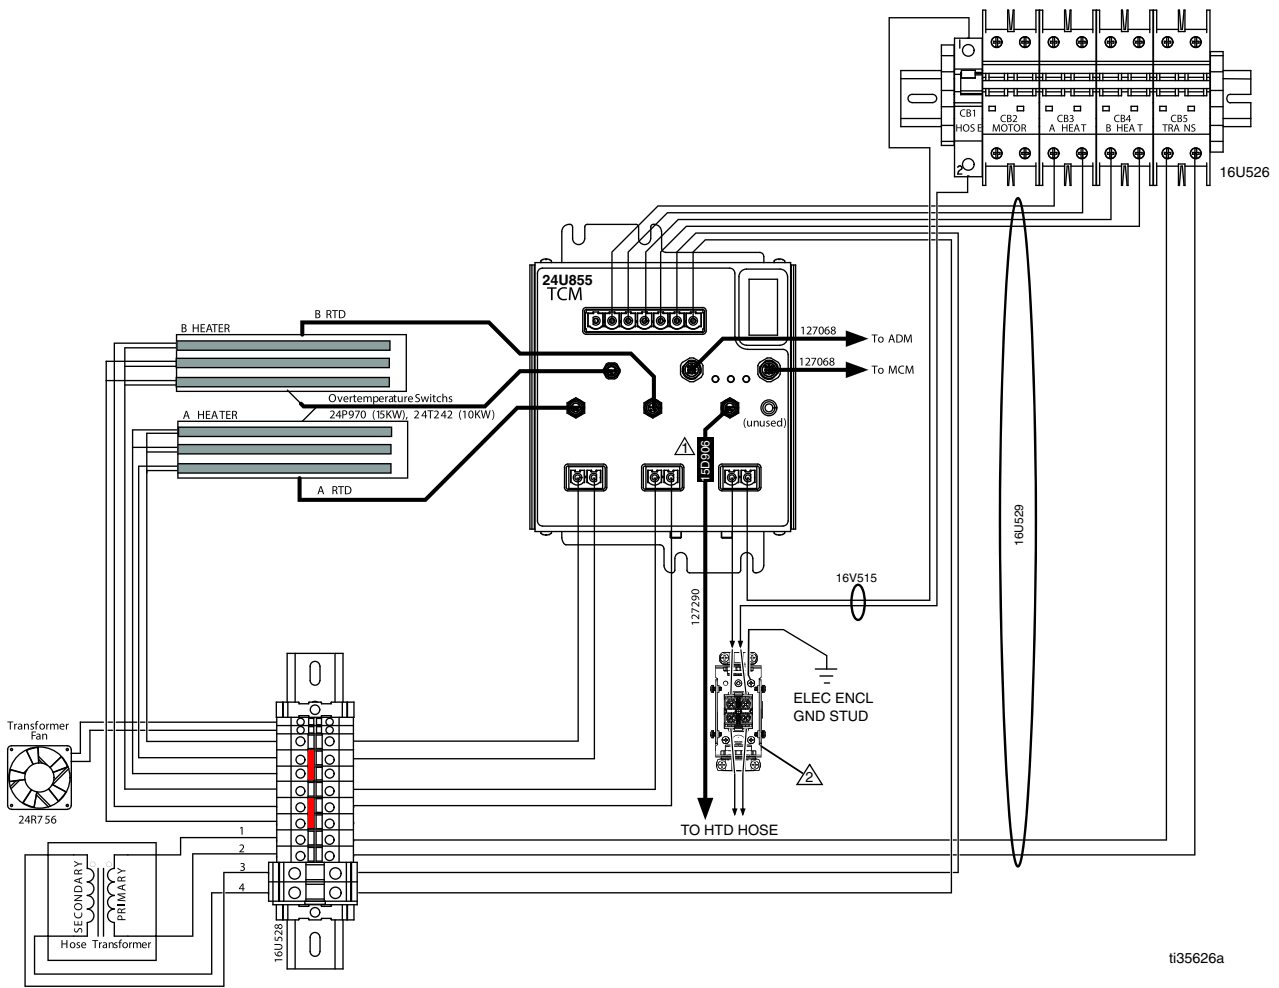 1
CB1
HOSE
2
CB2
MOTOR
CB3
A HEAT
CB4
B HEAT
CB5
TRANS
16U526
24U855
TCM
B RTD
B HEATER
127068
To ADM
127068
To MCM
Overtemperature Switchs
24P970 (15KW), 24T242 (10KW)
A HEATER
(unused)
1
15D906
A RTD
16U529
16V515
127290
ELEC ENCL
GND STUD
2
Transformer
Fan
24R756
TO HTD HOSE
1
2
3
4
SECONDARY
PRIMARY
Hose Transformer
16U528
ti35626a